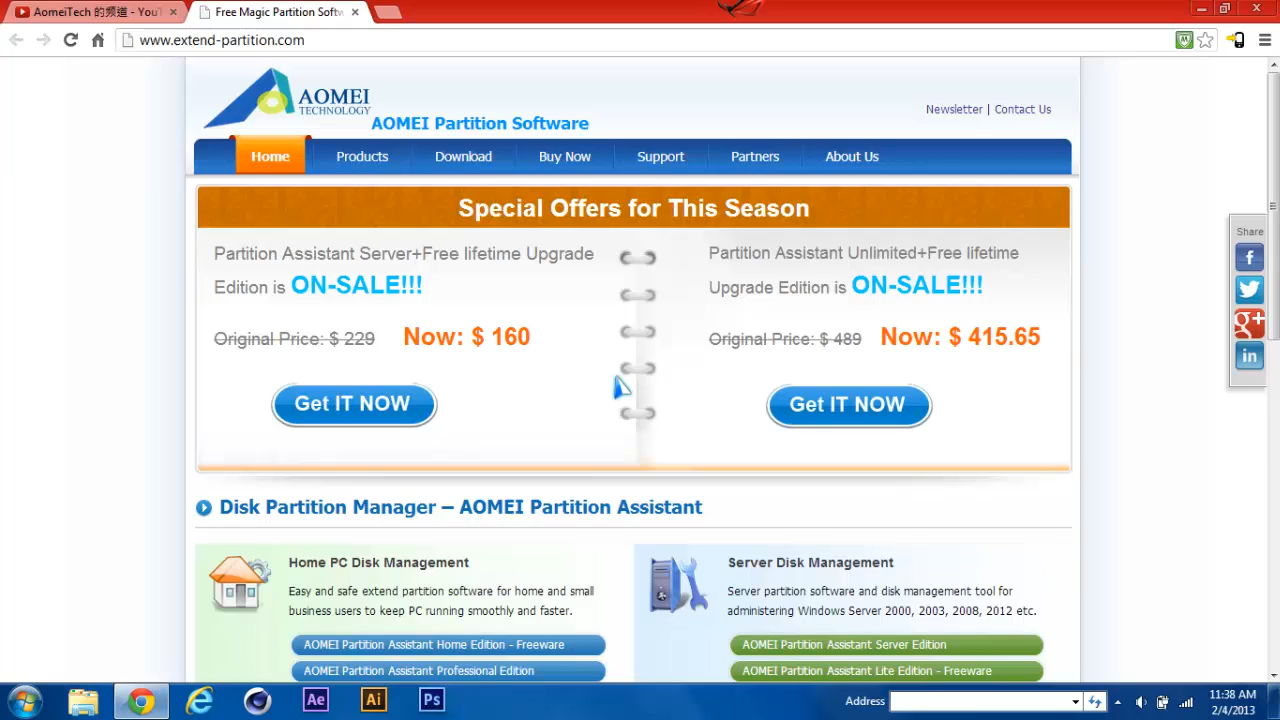 AomeiTech 的频道 - YouT
Free Magic Partition Softw
www.extend-partition.com
AOMEI
TECHNOLOGY
AOMEI Partition Software
Newsletter | Contact Us
Home
Products
Download
Buy Now
Support
Partners
About Us
Special Offers for This Season
Partition Assistant Server+Free lifetime Upgrade
Edition is ON-SALE!!!
Original Price: $ 229 Now: $ 160
Get IT NOW
Partition Assistant Unlimited+Free lifetime
Upgrade Edition is ON-SALE!!!
Original Price: $ 489 Now: $ 415.65
Get IT NOW
Share
f
g+
in
Disk Partition Manager – AOMEI Partition Assistant
Home PC Disk Management
Easy and safe extend partition software for home and small
business users to keep PC running smoothly and faster.
AOMEI Partition Assistant Home Edition - Freeware
AOMEI Partition Assistant Professional Edition
Server Disk Management
Server partition software and disk management tool for
administering Windows Server 2000, 2003, 2008, 2012 etc.
AOMEI Partition Assistant Server Edition
AOMEI Partition Assistant Lite Edition - Freeware
Ae
Ai
Ps
Address
11:38 AM
2/4/2013